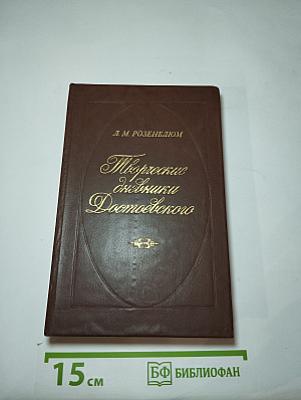 Л. М. РОЗЕНБЛЮМ
Творческие
дневники
Достоевского
15 см
БФ БИБЛИОФАН